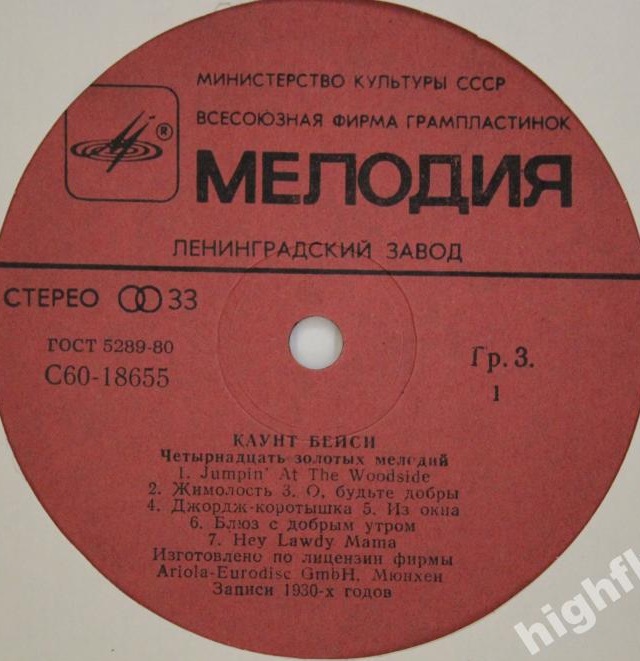 МИНИСТЕРСТВО КУЛЬТУРЫ СССР
ВСЕСОЮЗНАЯ ФИРМА ГРАМПЛАСТИНОК
®
МЕЛОДИЯ
ЛЕНИНГРАДСКИЙ ЗАВОД
СТЕРЕО 33
ГОСТ 5289-80
Гр. 3.
С60-18655
1
КАУНТ БЕЙСИ
Четырнадцать золотых мелодий
1. Jumpin' At The Woodside
2. Жимолость 3. О, будьте добры
4. Джордж-коротышка 5. Из окна
6. Блюз с добрым утром
7. Hey Lawdy Mama
Изготовлено по лицензии фирмы
Ariola-Eurodisc GmbH, Мюнхен
Записи 1930-х годов